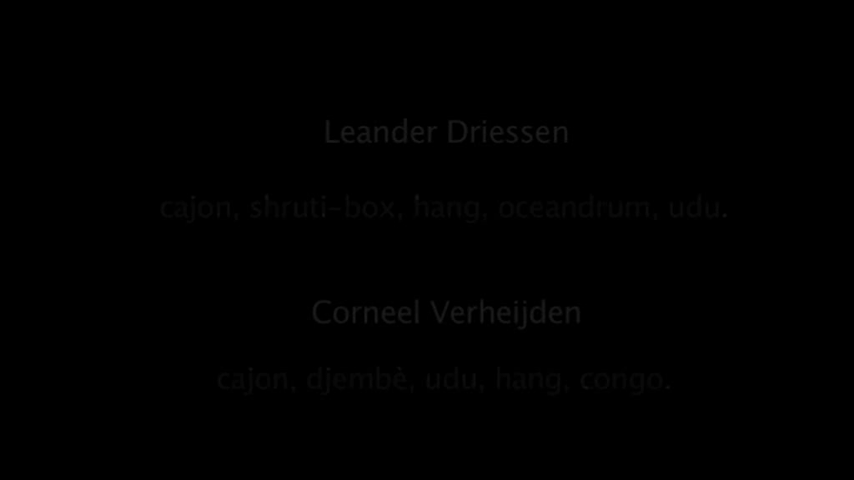 Leander Driessen
cajon, shruti-box, hang, oceandrum, udu.
Corneel Verheijden
cajon, djembè, udu, hang, congo.